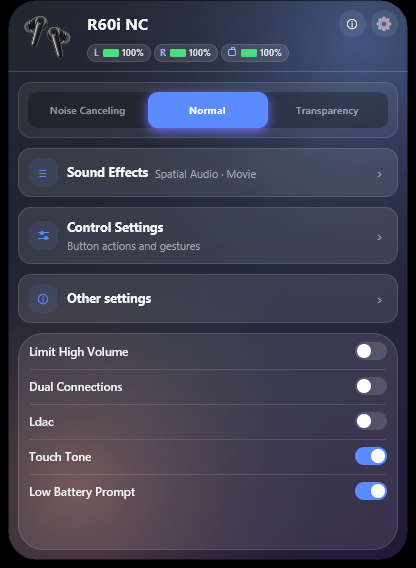 R60i NC
L 100% R 100% 100%
Noise Canceling Normal Transparency
Sound Effects Spatial Audio · Movie
Control Settings
Button actions and gestures
Other settings
Limit High Volume
Dual Connections
Ldac
Touch Tone
Low Battery Prompt